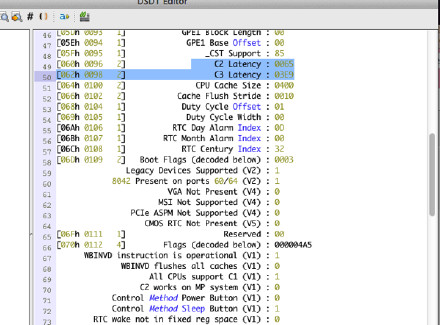 DSDT Editor
# {} a
46 [05Dh 0093 1] GPE1 Block Length : 00
47 [05Eh 0094 1] GPE1 Base Offset : 00
48 [05Fh 0095 1] _CST Support : 85
49 [060h 0096 2] C2 Latency : 0065
50 [062h 0098 2] C3 Latency : 03E9
51 [064h 0100 2] CPU Cache Size : 0400
52 [066h 0102 2] Cache Flush Stride : 0010
53 [068h 0104 1] Duty Cycle Offset : 01
54 [069h 0105 1] Duty Cycle Width : 00
55 [06Ah 0106 1] RTC Day Alarm Index : 0D
56 [06Bh 0107 1] RTC Month Alarm Index : 00
57 [06Ch 0108 1] RTC Century Index : 32
58 [06Dh 0109 2] Boot Flags (decoded below) : 0003
59 Legacy Devices Supported (V2) : 1
60 8042 Present on ports 60/64 (V2) : 1
61 VGA Not Present (V4) : 0
62 MSI Not Supported (V4) : 0
63 PCIe ASPM Not Supported (V4) : 0
64 CMOS RTC Not Present (V5) : 0
65 [06Fh 0111 1] Reserved : 00
66 [070h 0112 4] Flags (decoded below) : 000004A5
67 WBINVD instruction is operational (V1) : 1
68 WBINVD flushes all caches (V1) : 0
69 All CPUs support C1 (V1) : 1
70 C2 works on MP system (V1) : 0
71 Control Method Power Button (V1) : 0
72 Control Method Sleep Button (V1) : 1
73 RTC wake not in fixed reg space (V1) : 0